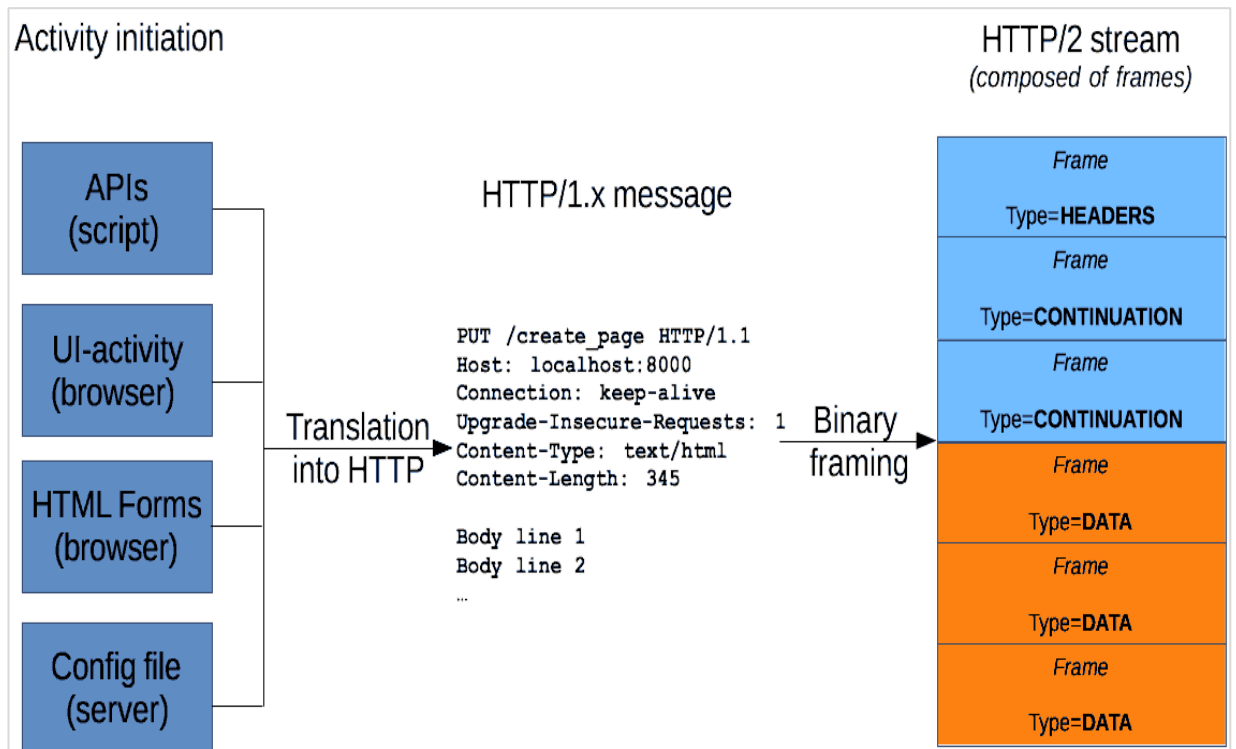 Activity initiation
HTTP/2 stream
(composed of frames)
APIs
(script)
UI-activity
(browser)
HTML Forms
(browser)
Config file
(server)
Translation
into HTTP
HTTP/1.x message
PUT /create_page HTTP/1.1
Host: localhost:8000
Connection: keep-alive
Upgrade-Insecure-Requests: 1
Content-Type: text/html
Content-Length: 345
Body line 1
Body line 2
…
Binary
framing
Frame
Type=HEADERS
Frame
Type=CONTINUATION
Frame
Type=CONTINUATION
Frame
Type=DATA
Frame
Type=DATA
Frame
Type=DATA